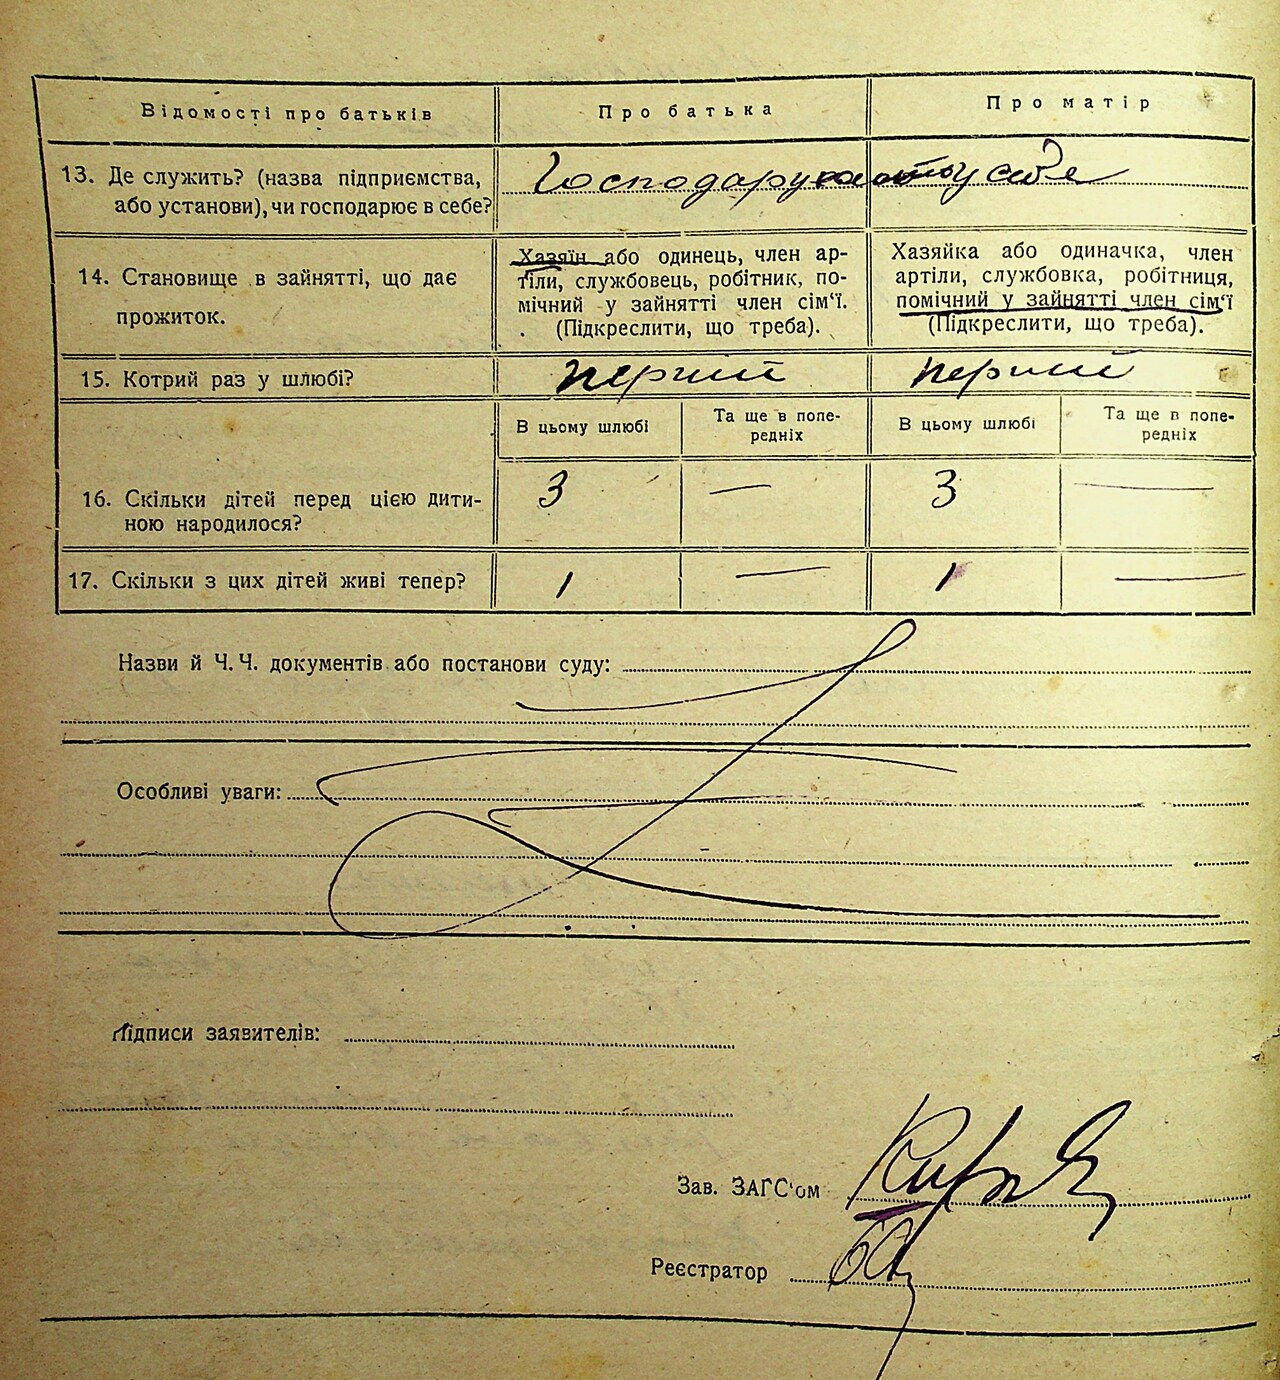 Відомості про батьків
Про батька
Про матір
13. Де служить? (назва підприємства,
або установи), чи господарює в себе?
Господарують у себе
14. Становище в зайнятті, що дає
прожиток.
Хазяїн або одинець, член ар-
тіли, службовець, робітник, по-
мічний у зайнятті член сім‘ї.
(Підкреслити, що треба).
Хазяйка або одиначка, член
артіли, службовка, робітниця,
помічний у зайнятті член сім‘ї
(Підкреслити, що треба).
15. Котрий раз у шлюбі?
перший
перший
В цьому шлюбі
Та ще в попе-
редніх
В цьому шлюбі
Та ще в попе-
редніх
16. Скільки дітей перед цією дити-
ною народилося?
3
—
3
—
17. Скільки з цих дітей живі тепер?
1
—
1
—
Назви й Ч. Ч. документів або постанови суду:
Особливі уваги:
Підписи заявителів:
Зав. ЗАГС‘ом
Реєстратор